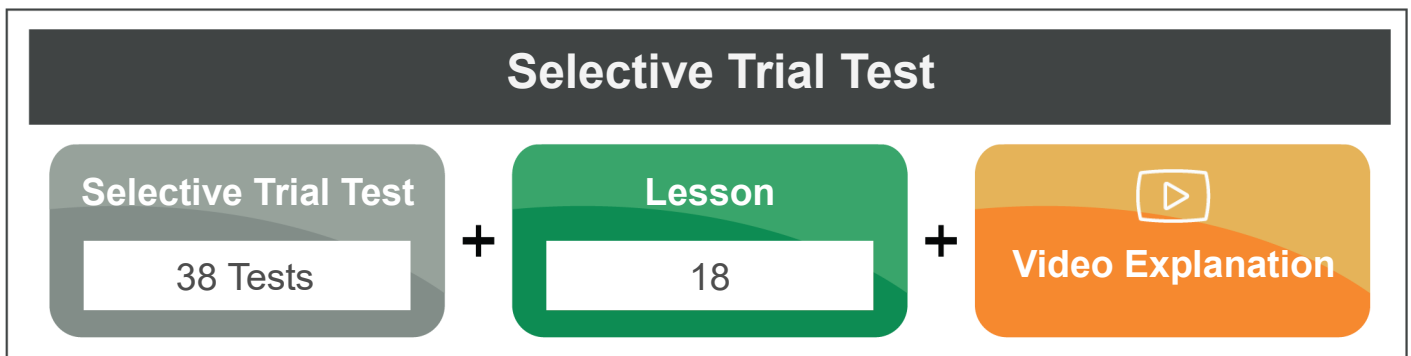 Selective Trial Test
Selective Trial Test
38 Tests
+
Lesson
18
+
Video Explanation